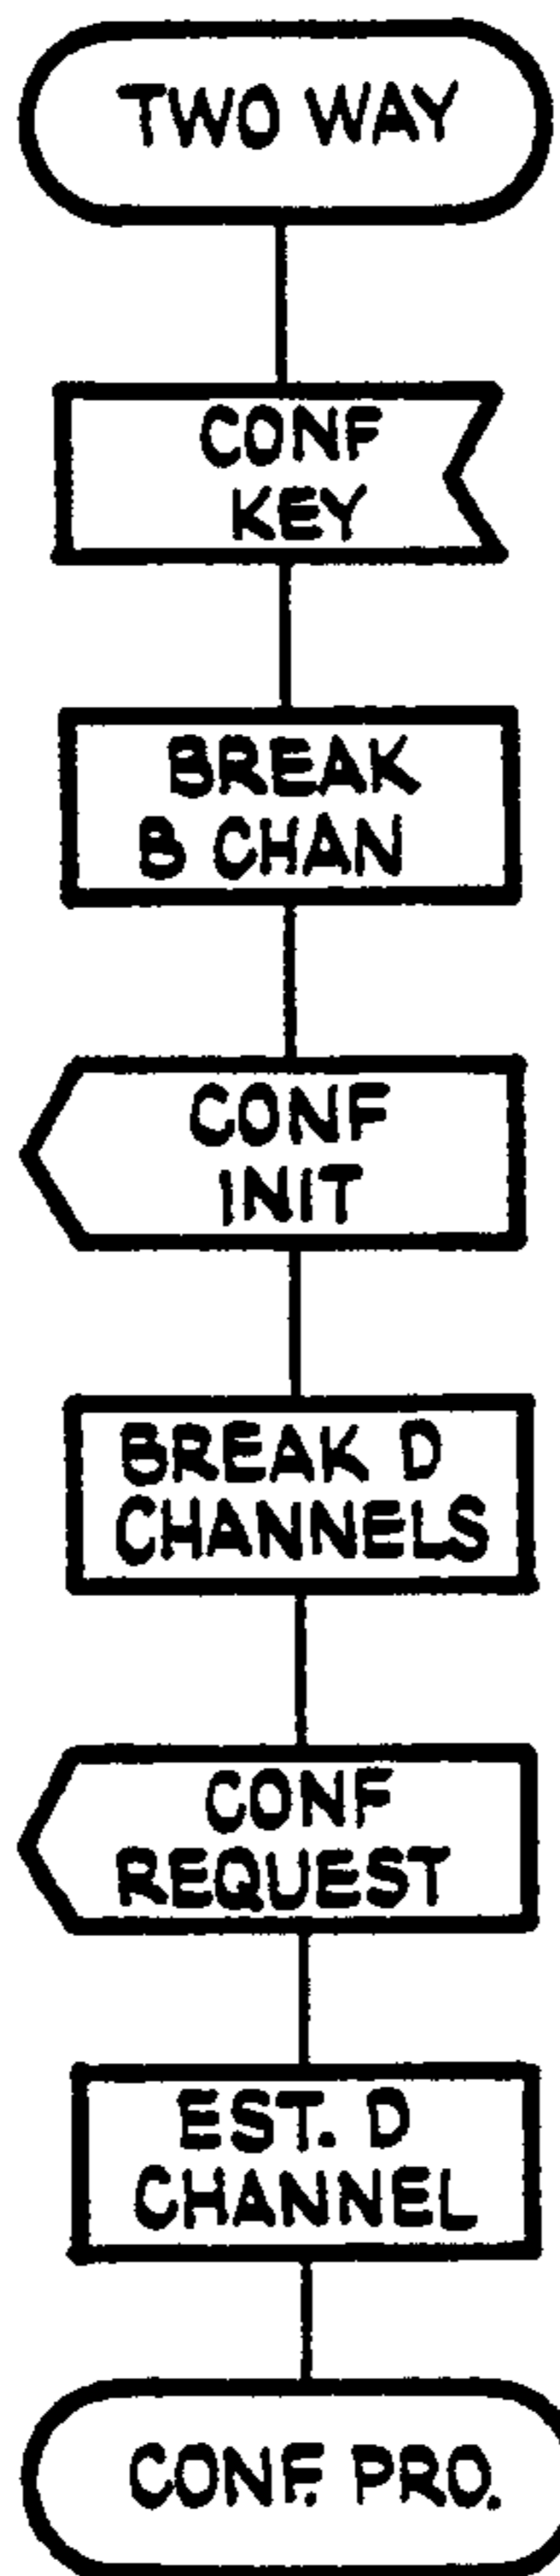 TWO WAY
CONF
KEY
BREAK
B CHAN
CONF
INIT
BREAK D
CHANNELS
CONF
REQUEST
EST. D
CHANNEL
CONF. PRO.